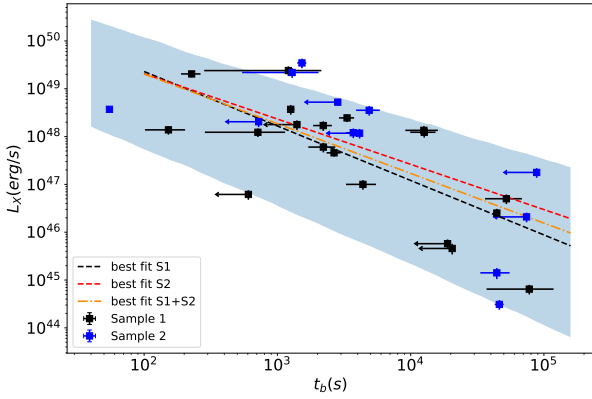 10^50
10^49
10^48
10^47
10^46
10^45
10^44
L_X(erg/s)
best fit S1
best fit S2
best fit S1+S2
Sample 1
Sample 2
10^2
10^3
10^4
10^5
t_b(s)